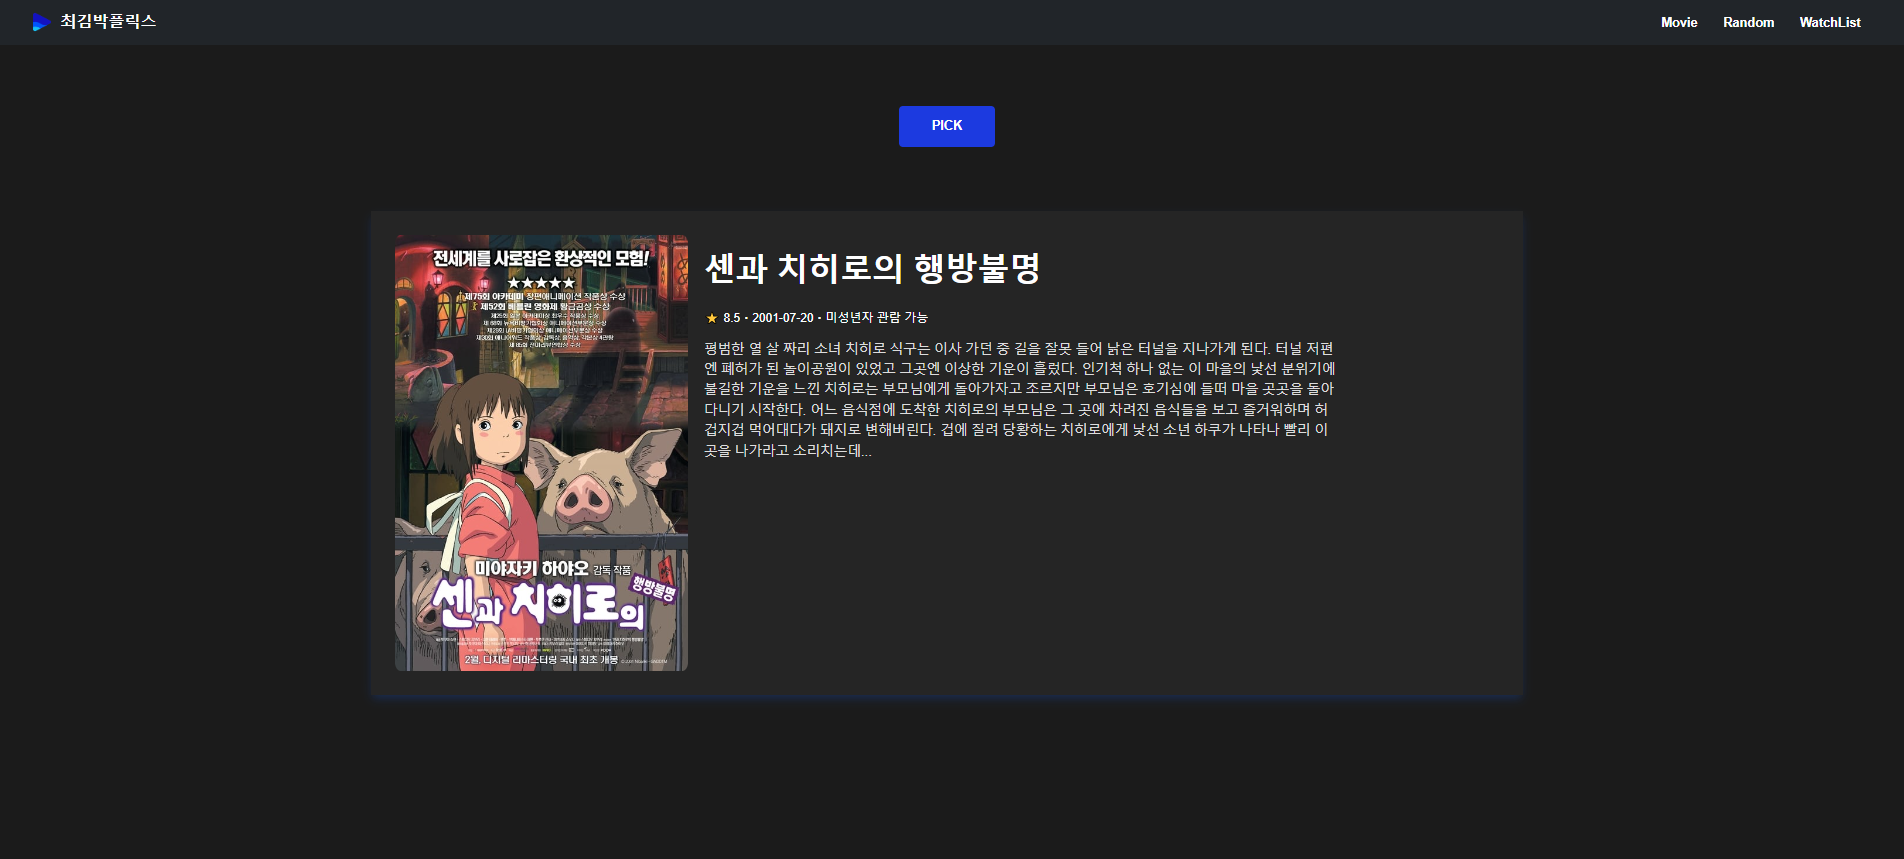 최김박플릭스
Movie
Random
WatchList
PICK
전세계를 사로잡은 환상적인 모험!
★★★★★
제75회 아카데미 장편애니메이션 작품상 수상
제52회 베를린 영화제 황금곰상 수상
미야자키 하야오 감독 작품
센과 치히로의
행방불명
2월, 디지털 리마스터링 국내 최초 개봉
센과 치히로의 행방불명
★ 8.5 • 2001-07-20 • 미성년자 관람 가능
평범한 열 살 짜리 소녀 치히로 식구는 이사 가던 중 길을 잘못 들어 낡은 터널을 지나가게 된다. 터널 저편
엔 폐허가 된 놀이공원이 있었고 그곳엔 이상한 기운이 흘렀다. 인기척 하나 없는 이 마을의 낯선 분위기에
불길한 기운을 느낀 치히로는 부모님에게 돌아가자고 조르지만 부모님은 호기심에 들떠 마을 곳곳을 돌아
다니기 시작한다. 어느 음식점에 도착한 치히로의 부모님은 그 곳에 차려진 음식들을 보고 즐거워하며 허
겁지겁 먹어대다가 돼지로 변해버린다. 겁에 질려 당황하는 치히로에게 낯선 소년 하쿠가 나타나 빨리 이
곳을 나가라고 소리치는데...